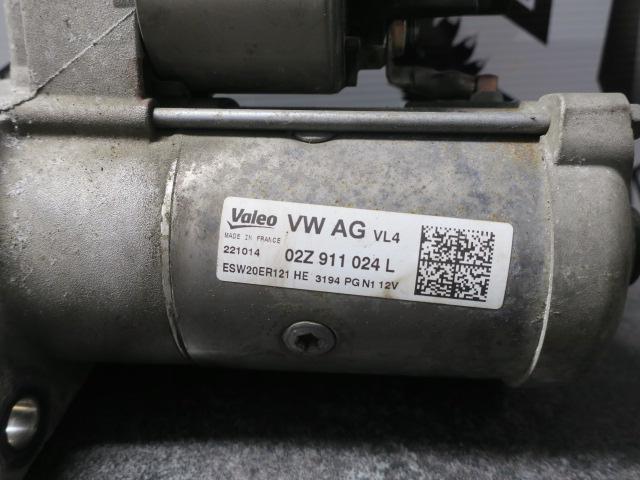 Valeo VW AG VL4
MADE IN FRANCE
221014 02Z 911 024 L
ESW20ER121 HE 3194 PG N1 12V